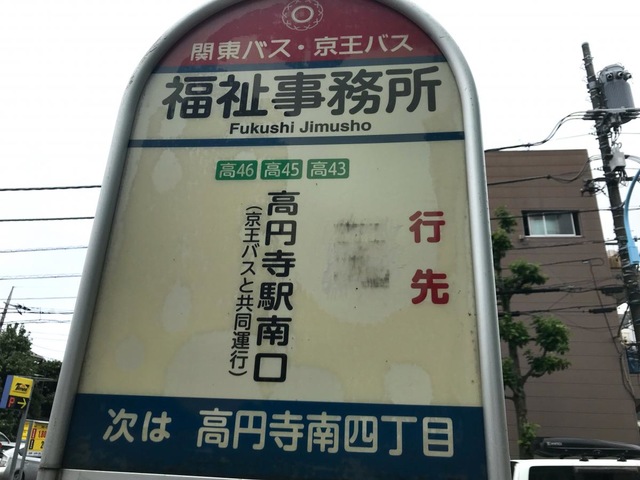 関東バス・京王バス
福祉事務所
Fukushi Jimusho
高46 高45 高43
行先
高円寺駅南口
(京王バスと共同運行)
次は 高円寺南四丁目